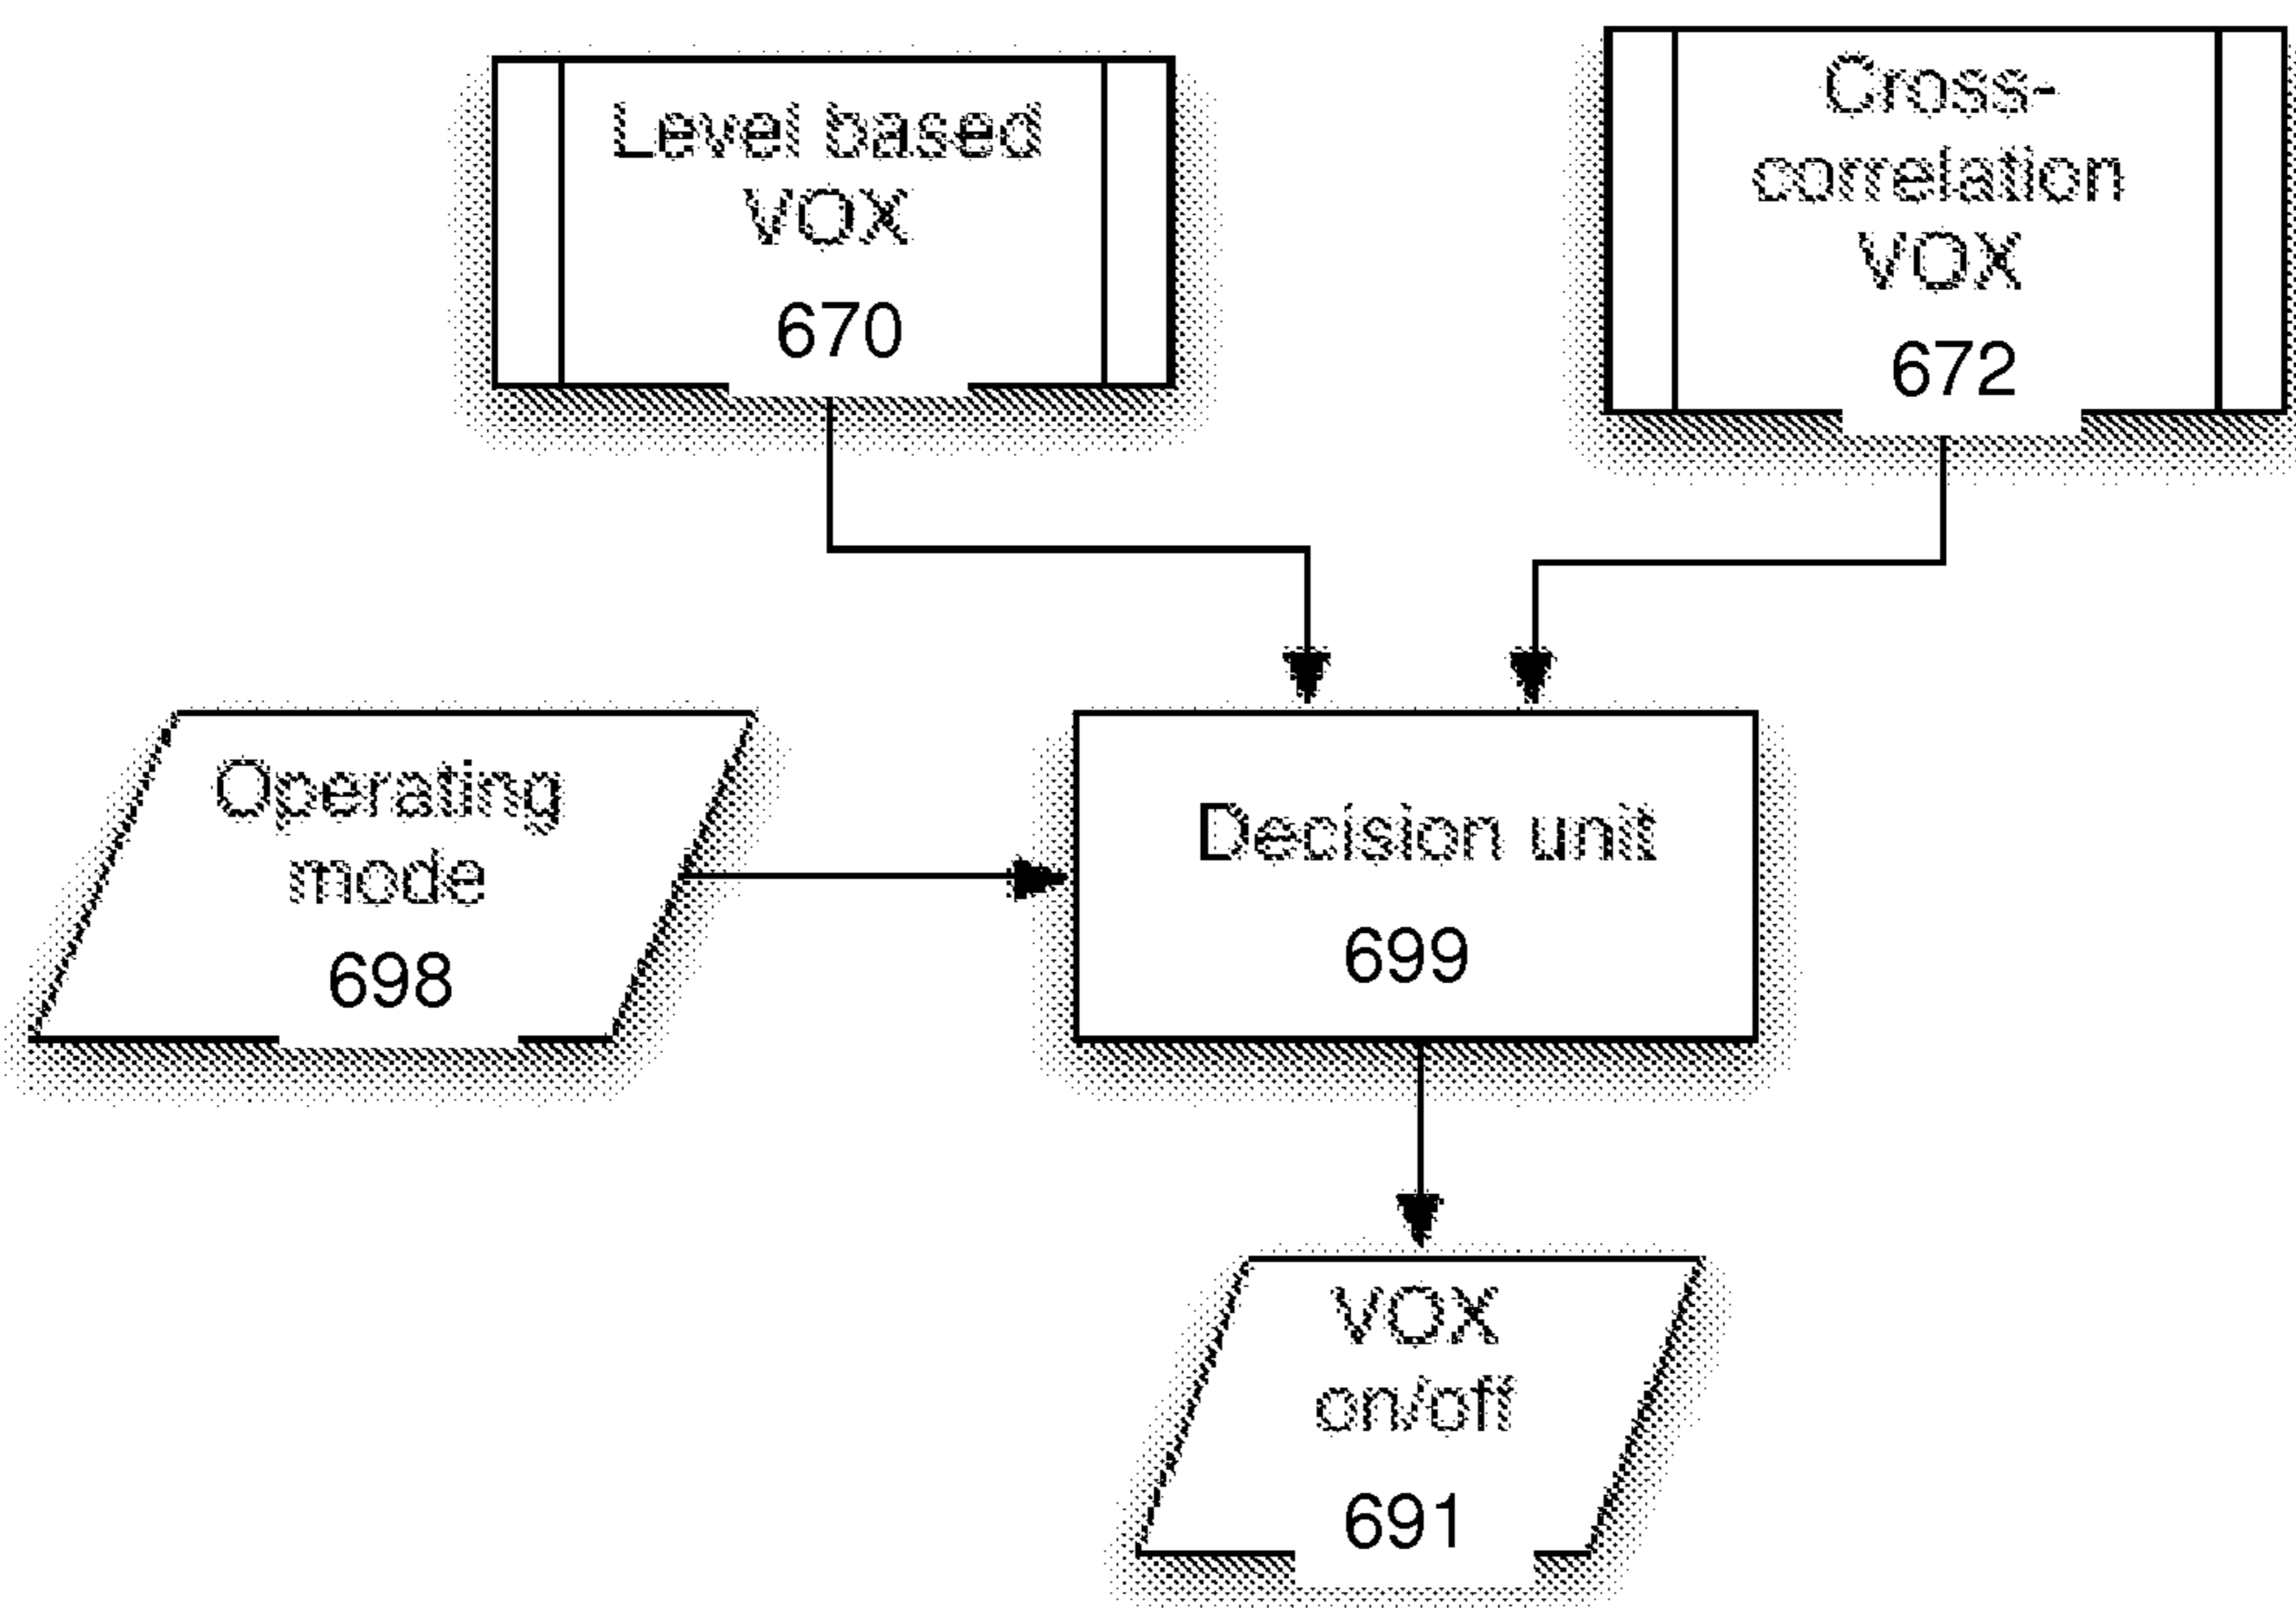 Level based
VOX
670
Cross-
correlation
VOX
672
Operating
mode
698
Decision unit
699
VOX
on/off
691